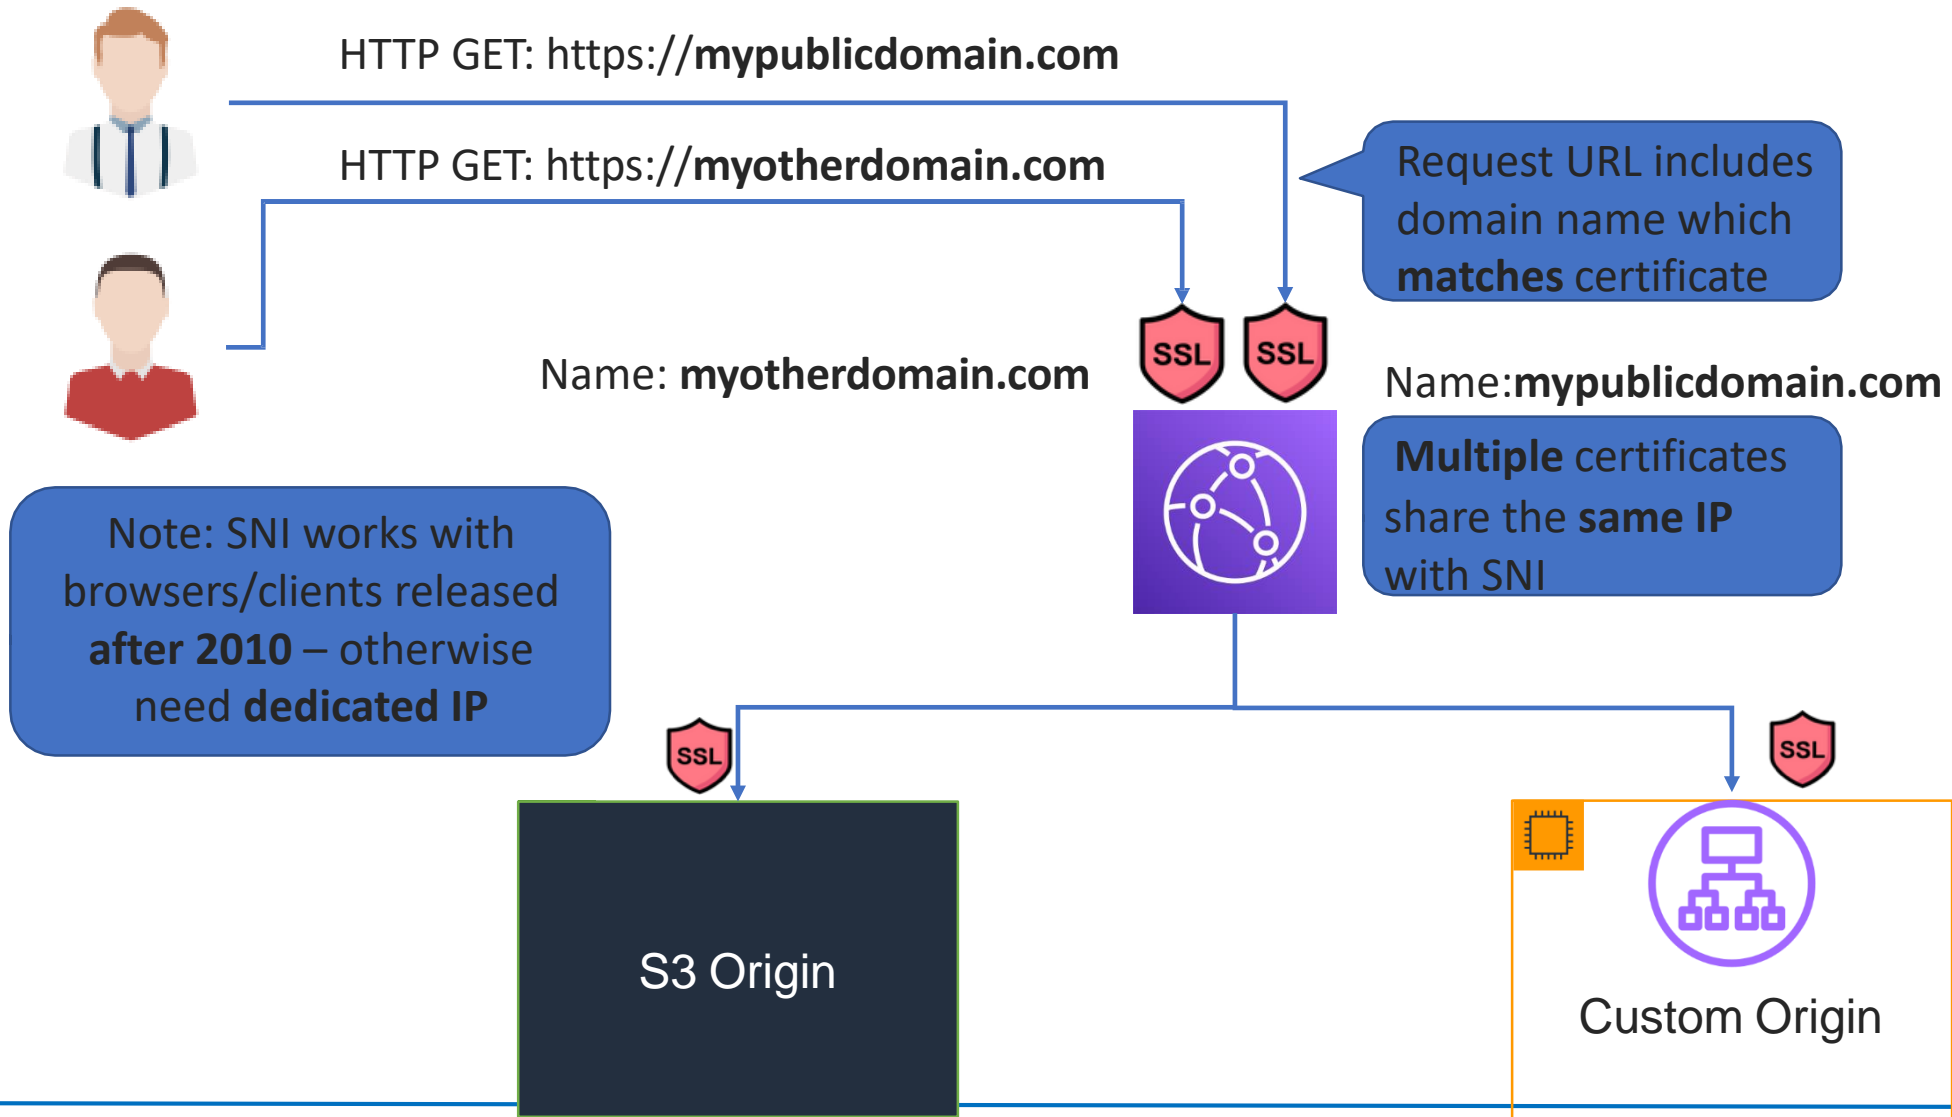 HTTP GET: https://mypublicdomain.com
HTTP GET: https://myotherdomain.com
Request URL includes
domain name which
matches certificate
SSL
SSL
Name: myotherdomain.com
Name:mypublicdomain.com
Multiple certificates
share the same IP
with SNI
Note: SNI works with
browsers/clients released
after 2010 – otherwise
need dedicated IP
SSL
SSL
S3 Origin
Custom Origin